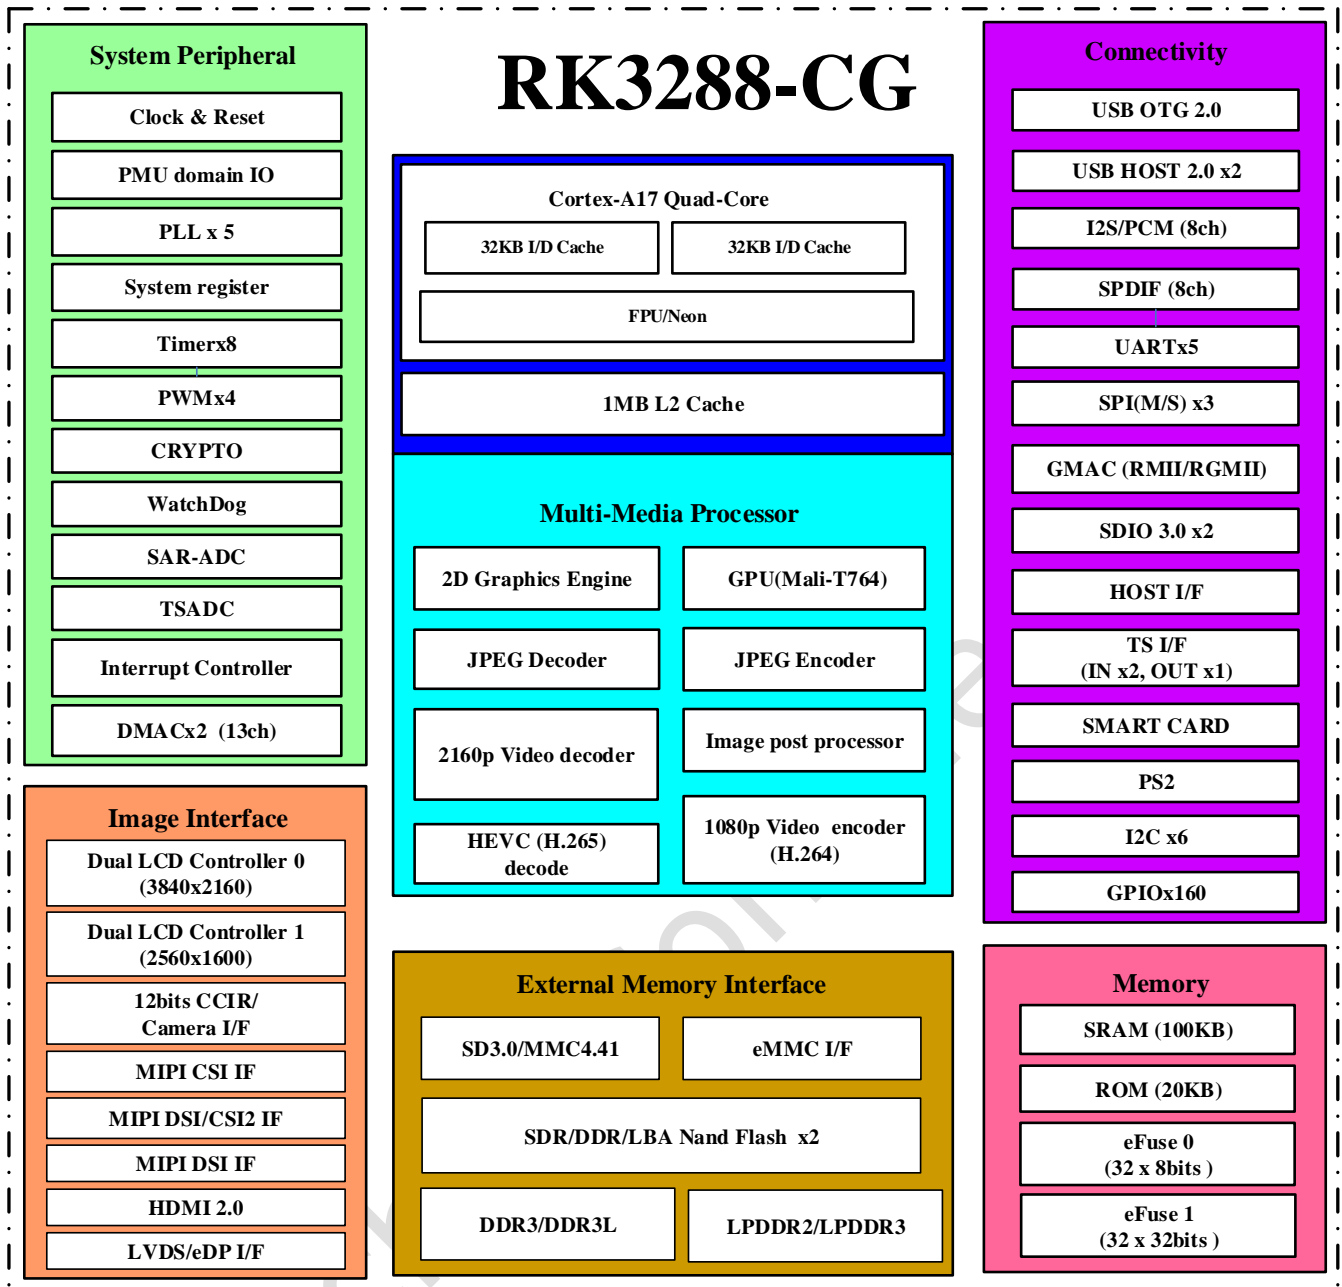 RK3288-CG
System Peripheral
Clock & Reset
PMU domain IO
PLL x 5
System register
Timerx8
PWMx4
CRYPTO
WatchDog
SAR-ADC
TSADC
Interrupt Controller
DMACx2 (13ch)
Image Interface
Dual LCD Controller 0
(3840x2160)
Dual LCD Controller 1
(2560x1600)
12bits CCIR/
Camera I/F
MIPI CSI IF
MIPI DSI/CSI2 IF
MIPI DSI IF
HDMI 2.0
LVDS/eDP I/F
Cortex-A17 Quad-Core
32KB I/D Cache
32KB I/D Cache
FPU/Neon
1MB L2 Cache
Multi-Media Processor
2D Graphics Engine
GPU(Mali-T764)
JPEG Decoder
JPEG Encoder
2160p Video decoder
Image post processor
HEVC (H.265)
decode
1080p Video encoder
(H.264)
External Memory Interface
SD3.0/MMC4.41
eMMC I/F
SDR/DDR/LBA Nand Flash x2
DDR3/DDR3L
LPDDR2/LPDDR3
Connectivity
USB OTG 2.0
USB HOST 2.0 x2
I2S/PCM (8ch)
SPDIF (8ch)
UARTx5
SPI(M/S) x3
GMAC (RMII/RGMII)
SDIO 3.0 x2
HOST I/F
TS I/F
(IN x2, OUT x1)
SMART CARD
PS2
I2C x6
GPIOx160
Memory
SRAM (100KB)
ROM (20KB)
eFuse 0
(32 x 8bits )
eFuse 1
(32 x 32bits )